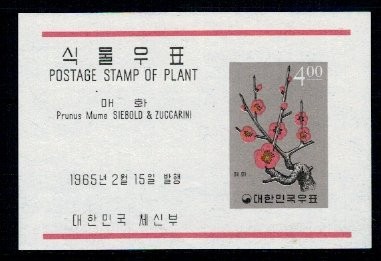 식물우표
POSTAGE STAMP OF PLANT
매 화
Prunus Mume SIEBOLD & ZUCCARINI
1965년 2월 15일 발행
대한민국 체신부
4.00
매화
대한민국우표